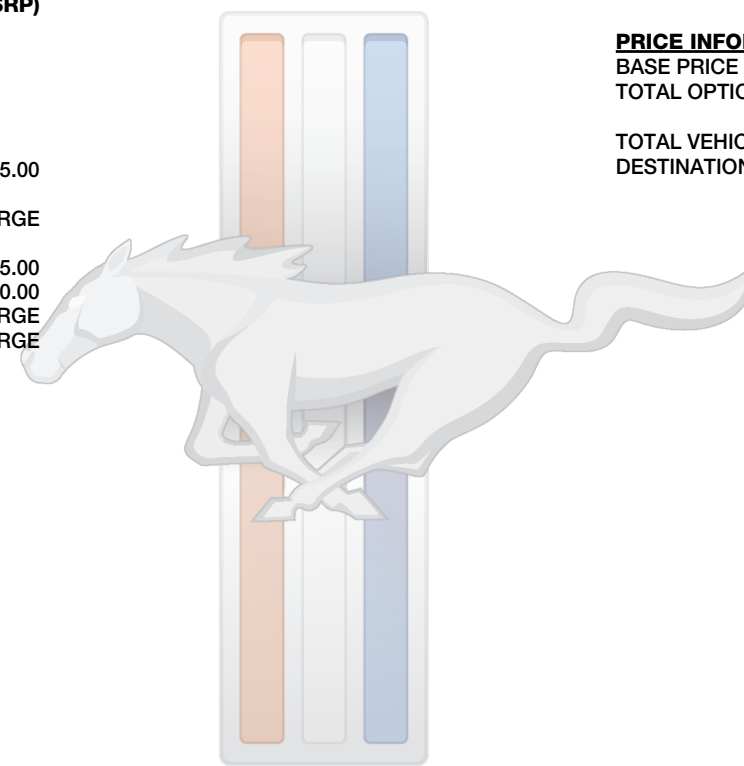 SRP)
5.00
RGE
5.00
0.00
RGE
RGE
PRICE INFO
BASE PRICE
TOTAL OPTIO
TOTAL VEHIC
DESTINATION